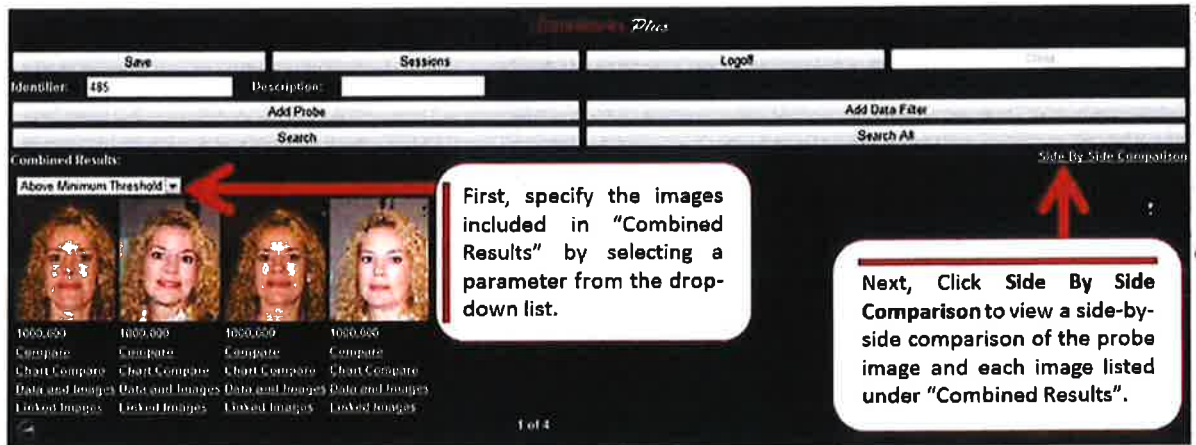 Plus
Save Sessions Logoff
Identifier: 485 Description:
Add Probe Add Data Filter
Search Search All
Combined Results: Side By Side Comparison
Above Minimum Threshold
First, specify the images
included in “Combined
Results” by selecting a
parameter from the drop-
down list.
Next, Click Side By Side
Comparison to view a side-by-
side comparison of the probe
image and each image listed
under “Combined Results”.
1000.000 1000.000 1000.000 1000.000
Compare Compare Compare Compare
Chart Compare Chart Compare Chart Compare Chart Compare
Data and Images Data and Images Data and Images Data and Images
Linked Images Linked Images Linked Images Linked Images
1 of 4